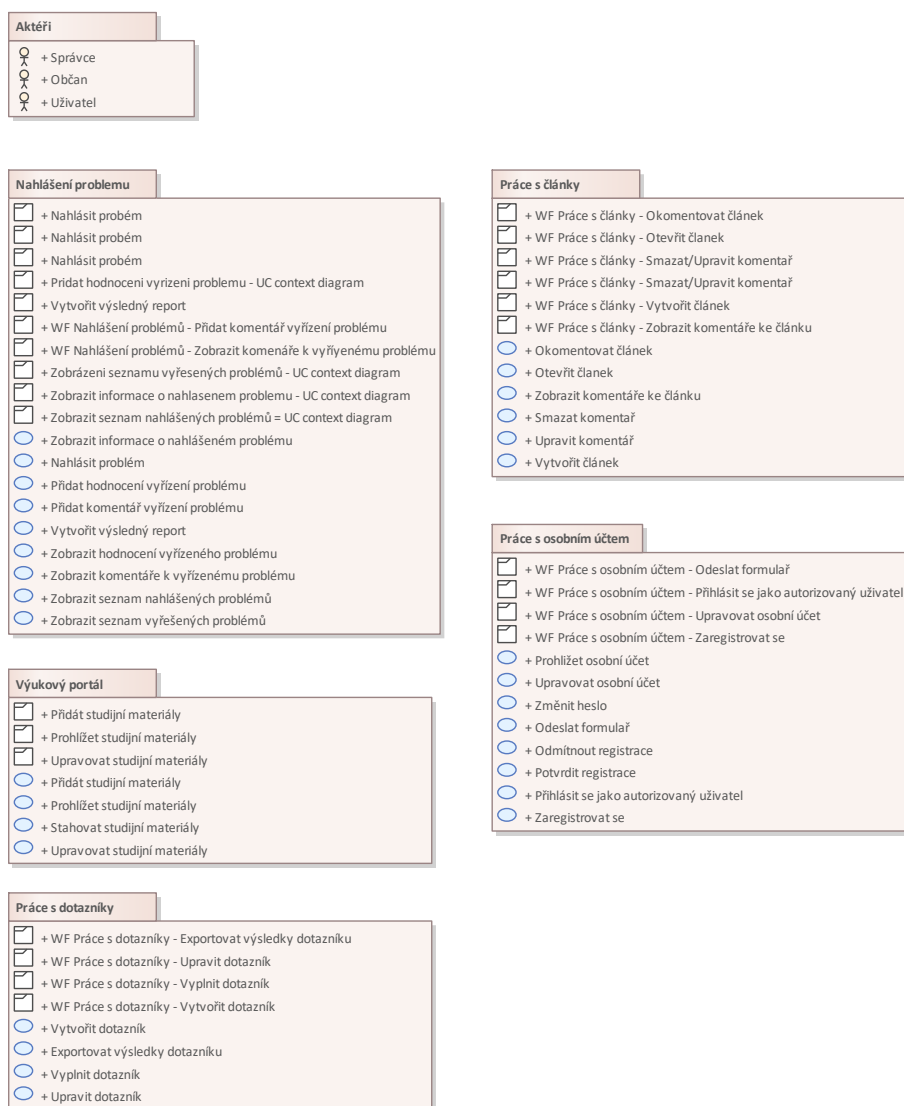 Aktéři
+ Správce
+ Občan
+ Uživatel
Nahlášení problemu
+ Nahlásit probém
+ Nahlásit probém
+ Nahlásit probém
+ Pridat hodnoceni vyrizeni problemu - UC context diagram
+ Vytvořit výsledný report
+ WF Nahlášení problémů - Přidat komentář vyřízení problému
+ WF Nahlášení problémů - Zobrazit komenáře k vyříyenému problému
+ Zobrázeni seznamu vyřesených problémů - UC context diagram
+ Zobrazit informace o nahlasenem problemu - UC context diagram
+ Zobrazit seznam nahlášených problémů = UC context diagram
+ Zobrazit informace o nahlášeném problému
+ Nahlásit problém
+ Přidat hodnocení vyřízení problému
+ Přidat komentář vyřízení problému
+ Vytvořit výsledný report
+ Zobrazit hodnocení vyřízeného problému
+ Zobrazit komentáře k vyřízenému problému
+ Zobrazit seznam nahlášených problémů
+ Zobrazit seznam vyřešených problémů
Práce s články
+ WF Práce s články - Okomentovat článek
+ WF Práce s články - Otevřit članek
+ WF Práce s články - Smazat/Upravit komentař
+ WF Práce s články - Smazat/Upravit komentař
+ WF Práce s články - Vytvořit článek
+ WF Práce s články - Zobrazit komentáře ke článku
+ Okomentovat článek
+ Otevřit članek
+ Zobrazit komentáře ke článku
+ Smazat komentař
+ Upravit komentář
+ Vytvořit článek
Práce s osobním účtem
+ WF Práce s osobním účtem - Odeslat formulař
+ WF Práce s osobním účtem - Přihlásit se jako autorizovaný uživatel
+ WF Práce s osobním účtem - Upravovat osobní účet
+ WF Práce s osobním účtem - Zaregistrovat se
+ Prohližet osobní účet
+ Upravovat osobní účet
+ Změnit heslo
+ Odeslat formulař
+ Odmítnout registrace
+ Potvrdit registrace
+ Přihlásit se jako autorizovaný uživatel
+ Zaregistrovat se
Výukový portál
+ Přidát studijní materiály
+ Prohlížet studijní materiály
+ Upravovat studijní materiály
+ Přidát studijní materiály
+ Prohlížet studijní materiály
+ Stahovat studijní materiály
+ Upravovat studijní materiály
Práce s dotazníky
+ WF Práce s dotazníky - Exportovat výsledky dotazníku
+ WF Práce s dotazníky - Upravit dotazník
+ WF Práce s dotazníky - Vyplnit dotazník
+ WF Práce s dotazníky - Vytvořit dotazník
+ Vytvořit dotazník
+ Exportovat výsledky dotazníku
+ Vyplnit dotazník
+ Upravit dotazník